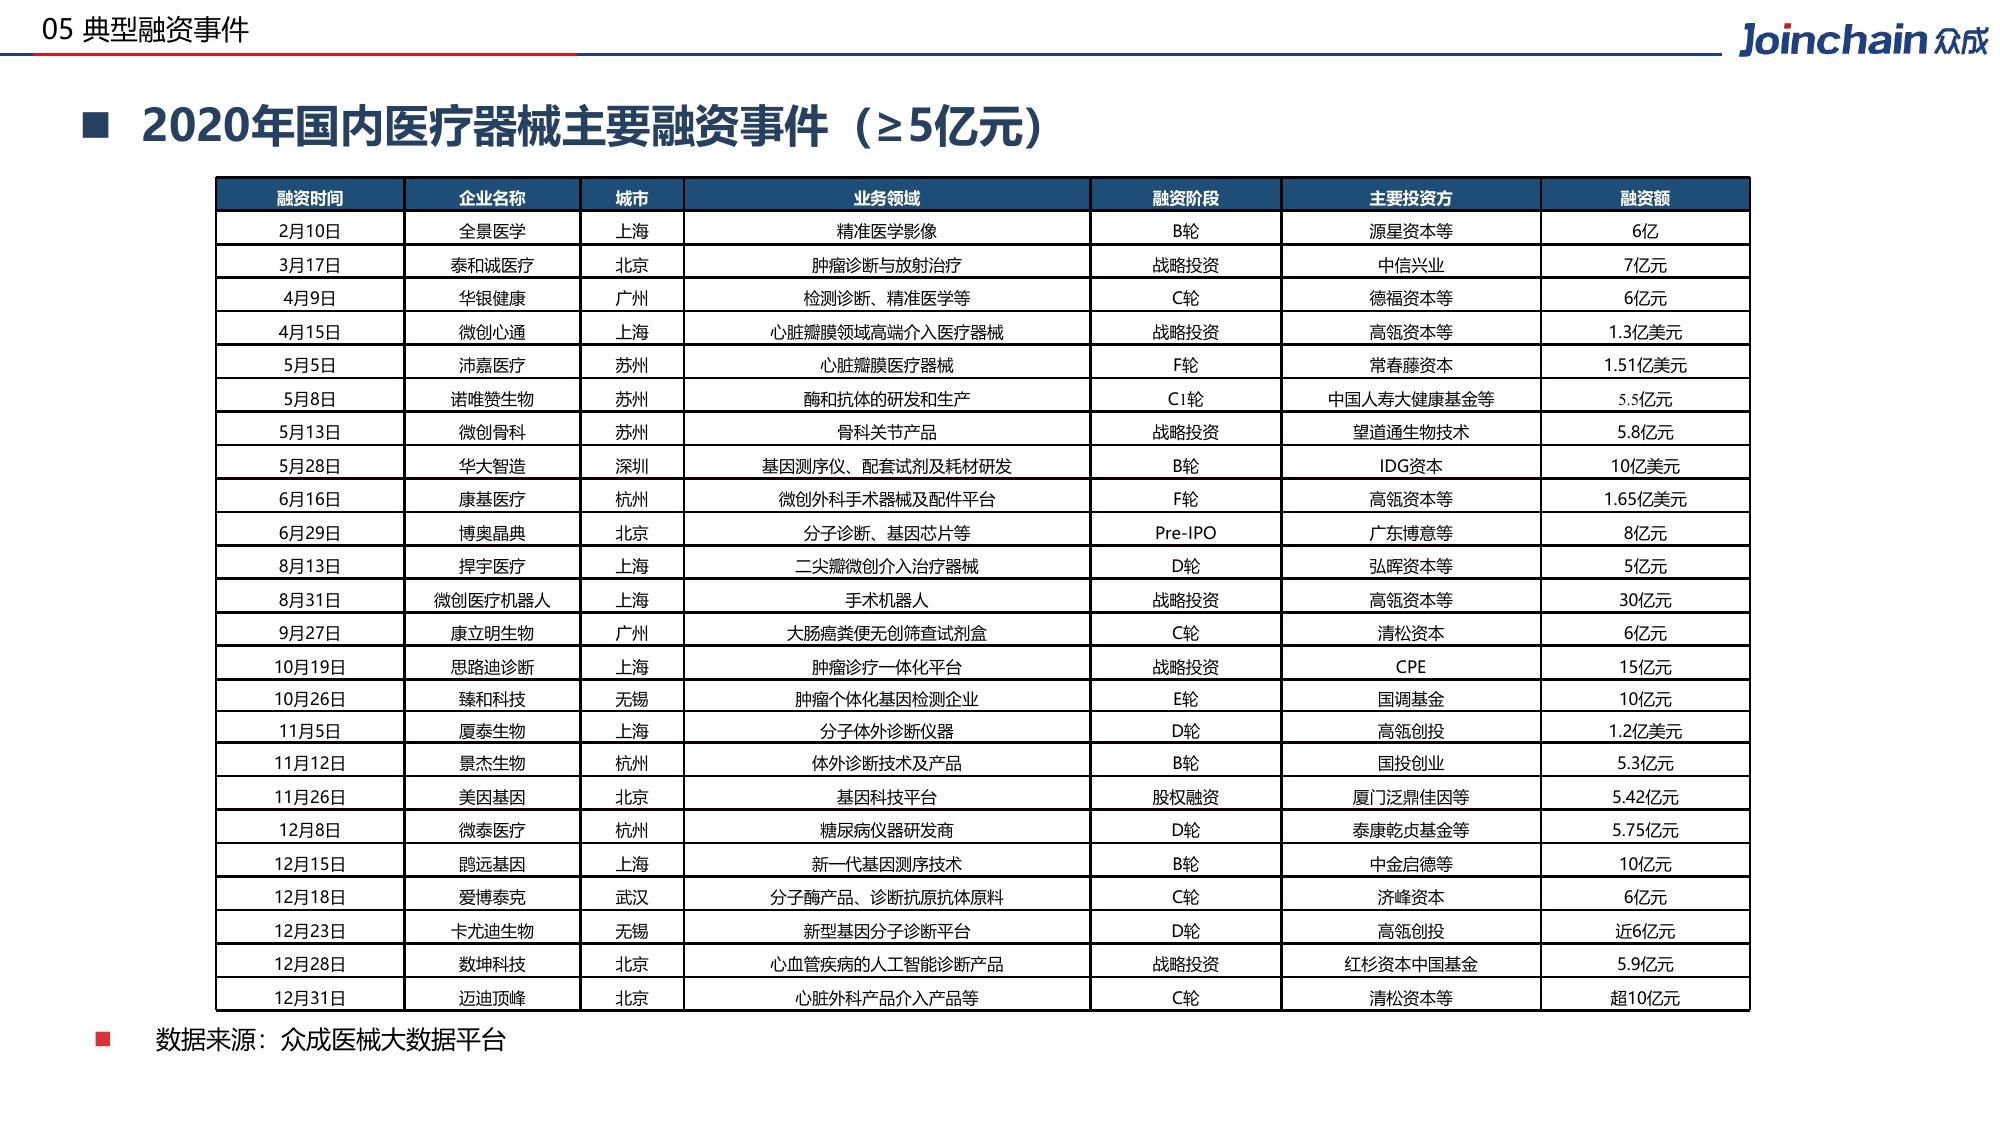 05 典型融资事件
Joinchain 众成
2020年国内医疗器械主要融资事件（≥5亿元）
融资时间 企业名称 城市 业务领域 融资阶段 主要投资方 融资额
2月10日 全景医学 上海 精准医学影像 B轮 源星资本等 6亿
3月17日 泰和诚医疗 北京 肿瘤诊断与放射治疗 战略投资 中信兴业 7亿元
4月9日 华银健康 广州 检测诊断、精准医学等 C轮 德福资本等 6亿元
4月15日 微创心通 上海 心脏瓣膜领域高端介入医疗器械 战略投资 高瓴资本等 1.3亿美元
5月5日 沛嘉医疗 苏州 心脏瓣膜医疗器械 F轮 常春藤资本 1.51亿美元
5月8日 诺唯赞生物 苏州 酶和抗体的研发和生产 C1轮 中国人寿大健康基金等 5.5亿元
5月13日 微创骨科 苏州 骨科关节产品 战略投资 望道通生物技术 5.8亿元
5月28日 华大智造 深圳 基因测序仪、配套试剂及耗材研发 B轮 IDG资本 10亿美元
6月16日 康基医疗 杭州 微创外科手术器械及配件平台 F轮 高瓴资本等 1.65亿美元
6月29日 博奥晶典 北京 分子诊断、基因芯片等 Pre-IPO 广东博意等 8亿元
8月13日 捍宇医疗 上海 二尖瓣微创介入治疗器械 D轮 弘晖资本等 5亿元
8月31日 微创医疗机器人 上海 手术机器人 战略投资 高瓴资本等 30亿元
9月27日 康立明生物 广州 大肠癌粪便无创筛查试剂盒 C轮 清松资本 6亿元
10月19日 思路迪诊断 上海 肿瘤诊疗一体化平台 战略投资 CPE 15亿元
10月26日 臻和科技 无锡 肿瘤个体化基因检测企业 E轮 国调基金 10亿元
11月5日 厦泰生物 上海 分子体外诊断仪器 D轮 高瓴创投 1.2亿美元
11月12日 景杰生物 杭州 体外诊断技术及产品 B轮 国投创业 5.3亿元
11月26日 美因基因 北京 基因科技平台 股权融资 厦门泛鼎佳因等 5.42亿元
12月8日 微泰医疗 杭州 糖尿病仪器研发商 D轮 泰康乾贞基金等 5.75亿元
12月15日 鹍远基因 上海 新一代基因测序技术 B轮 中金启德等 10亿元
12月18日 爱博泰克 武汉 分子酶产品、诊断抗原抗体原料 C轮 济峰资本 6亿元
12月23日 卡尤迪生物 无锡 新型基因分子诊断平台 D轮 高瓴创投 近6亿元
12月28日 数坤科技 北京 心血管疾病的人工智能诊断产品 战略投资 红杉资本中国基金 5.9亿元
12月31日 迈迪顶峰 北京 心脏外科产品介入产品等 C轮 清松资本等 超10亿元
数据来源：众成医械大数据平台